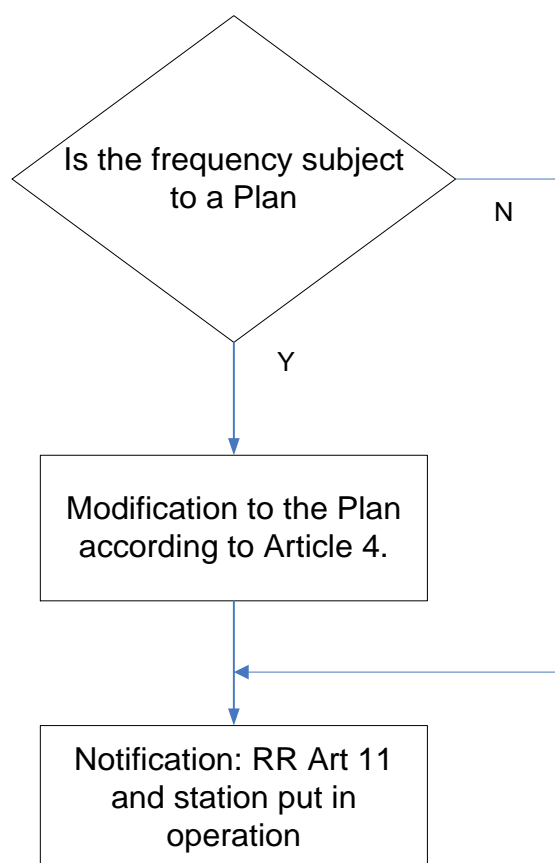 Is the frequency subject
to a Plan
N
Y
Modification to the Plan
according to Article 4.
Notification: RR Art 11
and station put in
operation